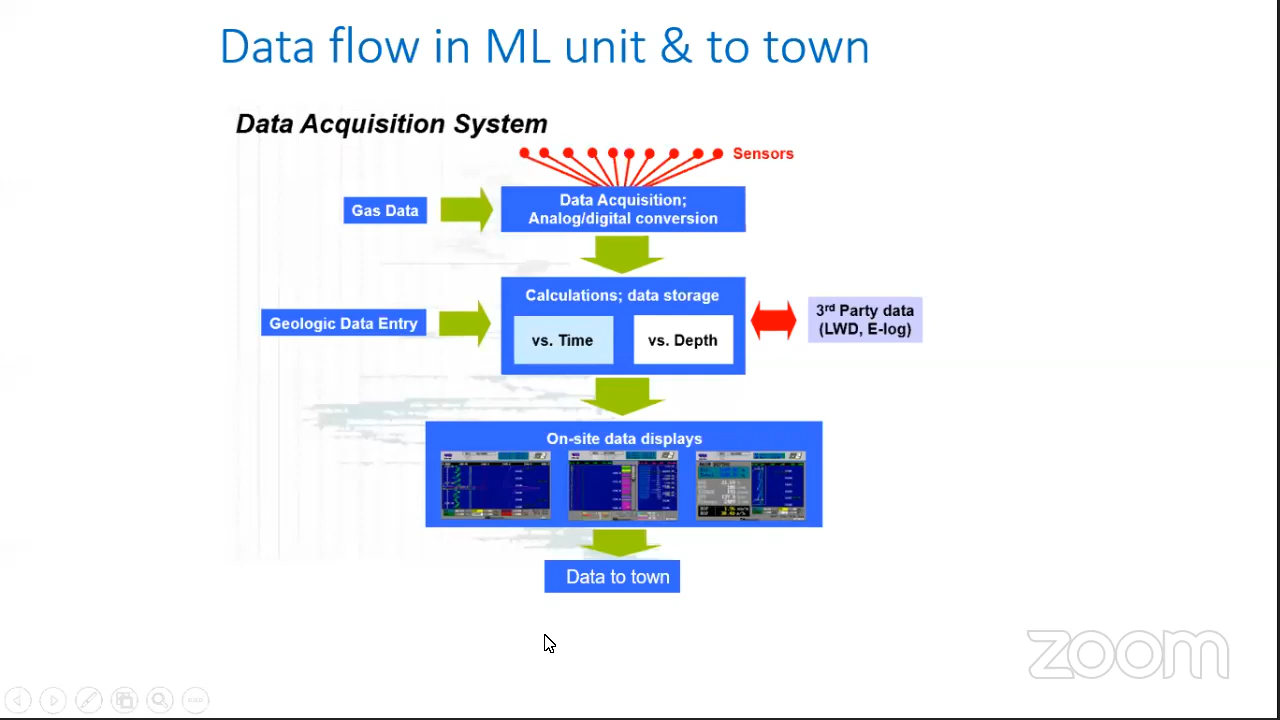 Data flow in ML unit & to town
Data Acquisition System
Sensors
Gas Data
Data Acquisition;
Analog/digital conversion
Calculations; data storage
vs. Time
vs. Depth
Geologic Data Entry
3rd Party data
(LWD, E-log)
On-site data displays
Data to town
zoom